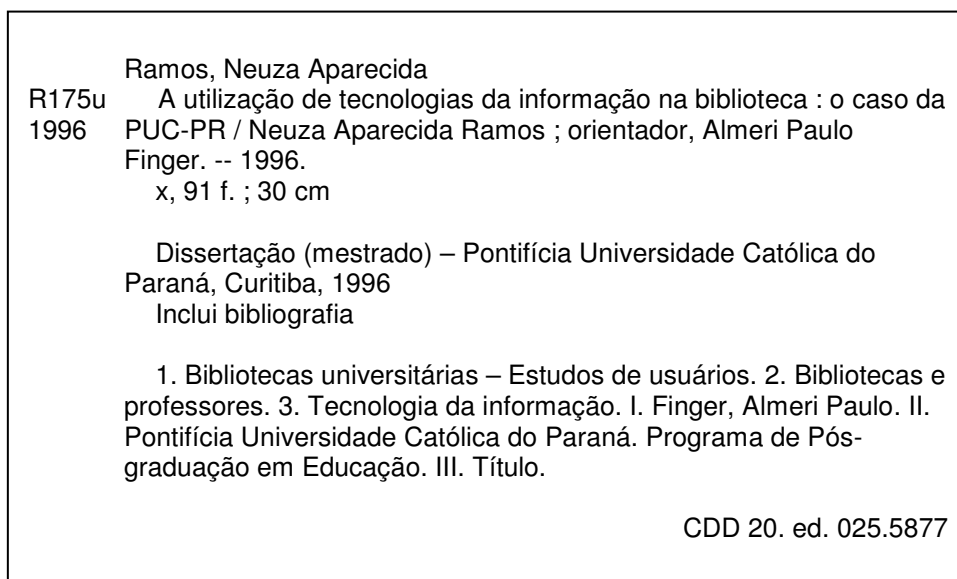 Ramos, Neuza Aparecida
R175u A utilização de tecnologias da informação na biblioteca : o caso da
1996 PUC-PR / Neuza Aparecida Ramos ; orientador, Almeri Paulo
Finger. -- 1996.
x, 91 f. ; 30 cm
Dissertação (mestrado) – Pontifícia Universidade Católica do
Paraná, Curitiba, 1996
Inclui bibliografia
1. Bibliotecas universitárias – Estudos de usuários. 2. Bibliotecas e
professores. 3. Tecnologia da informação. I. Finger, Almeri Paulo. II.
Pontifícia Universidade Católica do Paraná. Programa de Pós-
graduação em Educação. III. Título.
CDD 20. ed. 025.5877